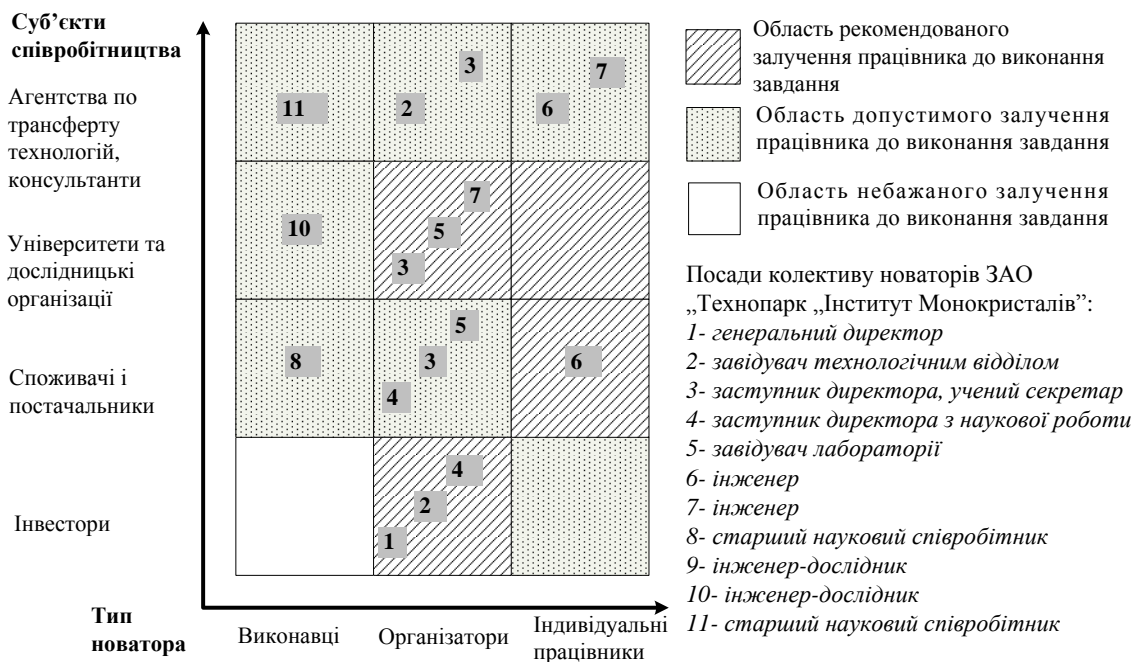 Суб’єкти
співробітництва
Агентства по
трансферту
технологій,
консультанти
Університети та
дослідницькі
організації
Споживачі і
постачальники
Інвестори
Тип
новатора
11
2
3
6
7
10
3
5
7
8
4
3
5
6
1
2
4
Виконавці
Організатори
Індивідуальні
працівники
Область рекомендованого
залучення працівника до виконання
завдання
Область допустимого залучення
працівника до виконання завдання
Область небажаного залучення
працівника до виконання завдання
Посади колективу новаторів ЗАО
„Технопарк „Інститут Монокристалів”:
1- генеральний директор
2- завідувач технологічним відділом
3- заступник директора, учений секретар
4- заступник директора з наукової роботи
5- завідувач лабораторії
6- інженер
7- інженер
8- старший науковий співробітник
9- інженер-дослідник
10- інженер-дослідник
11- старший науковий співробітник